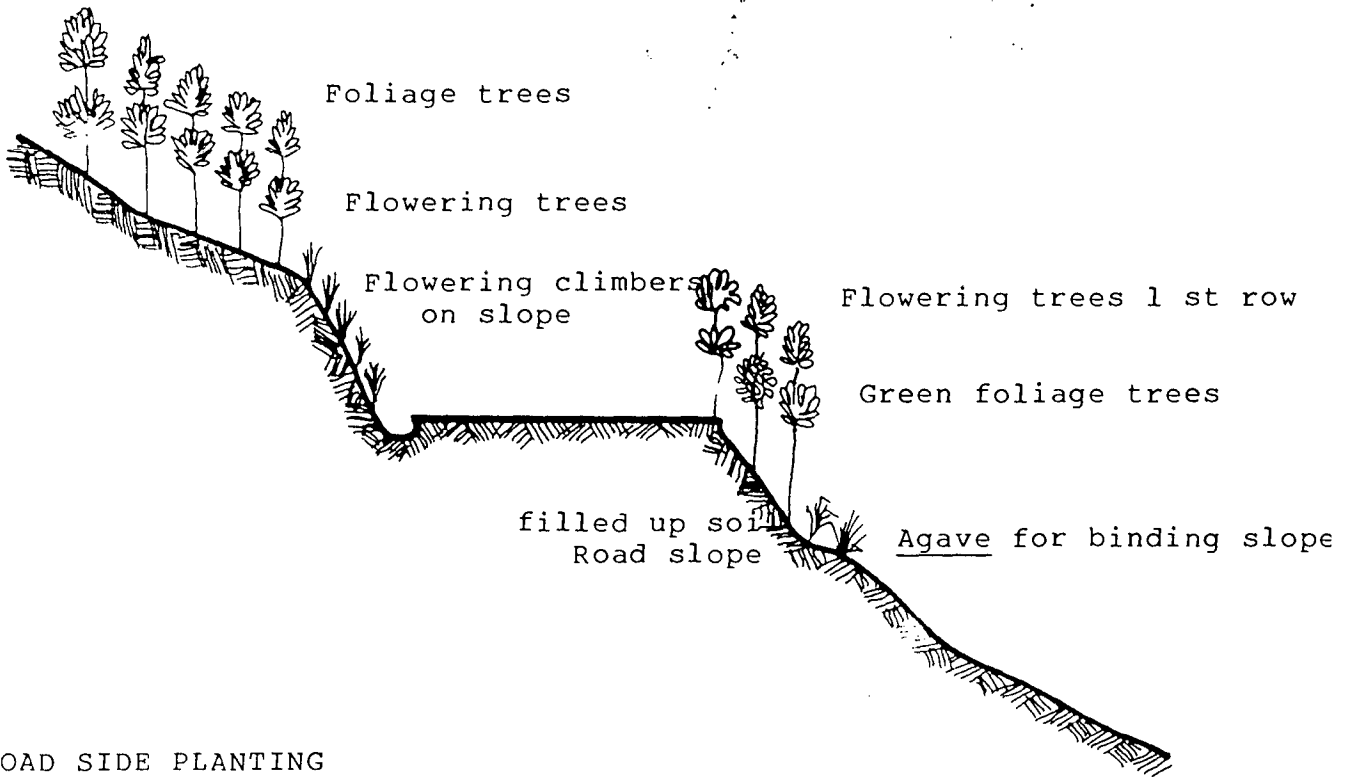 Foliage trees
Flowering trees
Flowering climbers
on slope
Flowering trees 1 st row
Green foliage trees
filled up soil
Road slope
Agave for binding slope
OAD SIDE PLANTING